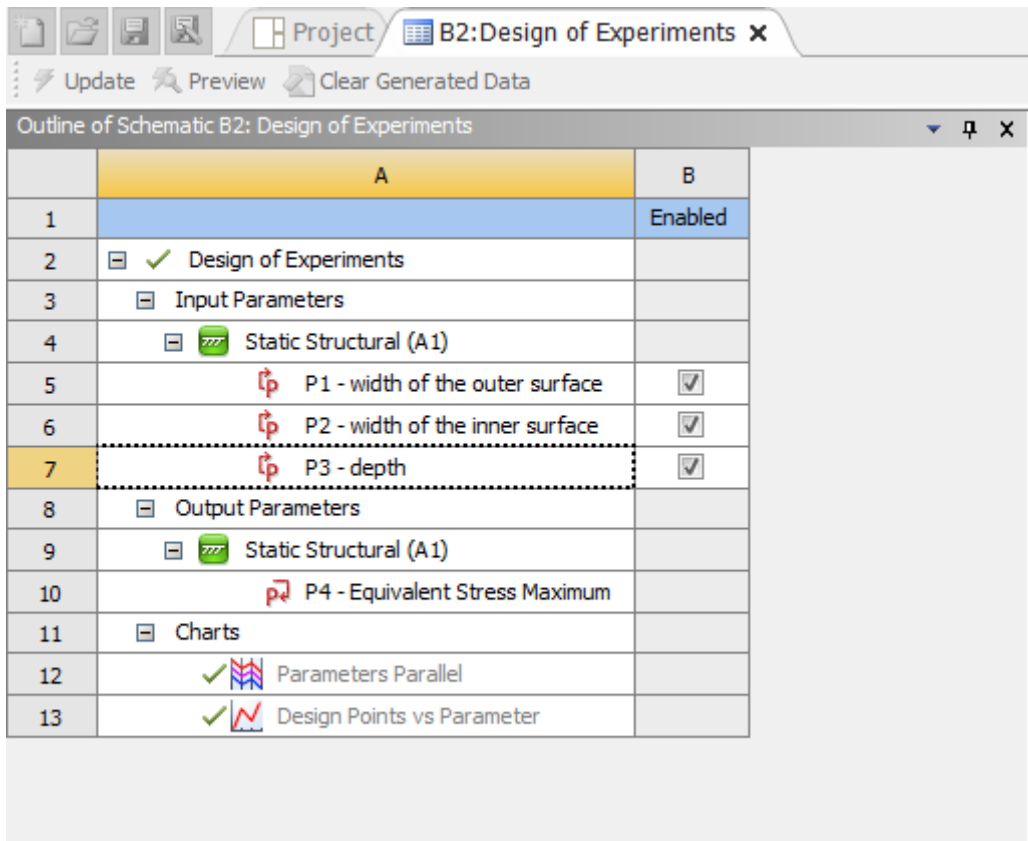 Project B2:Design of Experiments
Update Preview Clear Generated Data
Outline of Schematic B2: Design of Experiments
A B
1 Enabled
2 Design of Experiments
3 Input Parameters
4 Static Structural (A1)
5 P1 - width of the outer surface
6 P2 - width of the inner surface
7 P3 - depth
8 Output Parameters
9 Static Structural (A1)
10 P4 - Equivalent Stress Maximum
11 Charts
12 Parameters Parallel
13 Design Points vs Parameter